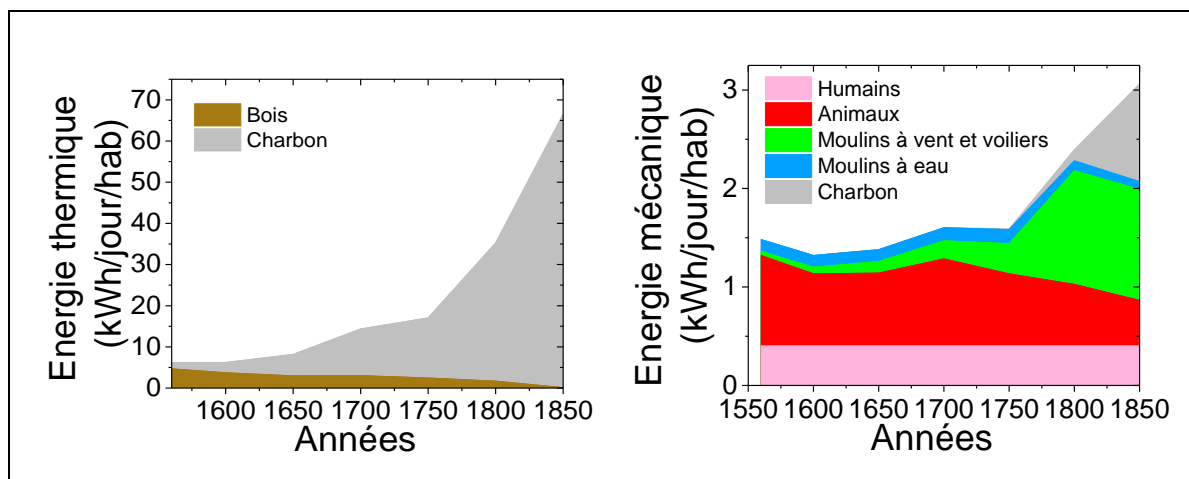 Energie thermique
(kWh/jour/hab)
70
60
50
40
30
20
10
0
Bois
Charbon
1600 1650 1700 1750 1800 1850
Années
Energie mécanique
(kWh/jour/hab)
3
2
1
0
Humains
Animaux
Moulins à vent et voiliers
Moulins à eau
Charbon
1550 1600 1650 1700 1750 1800 1850
Années